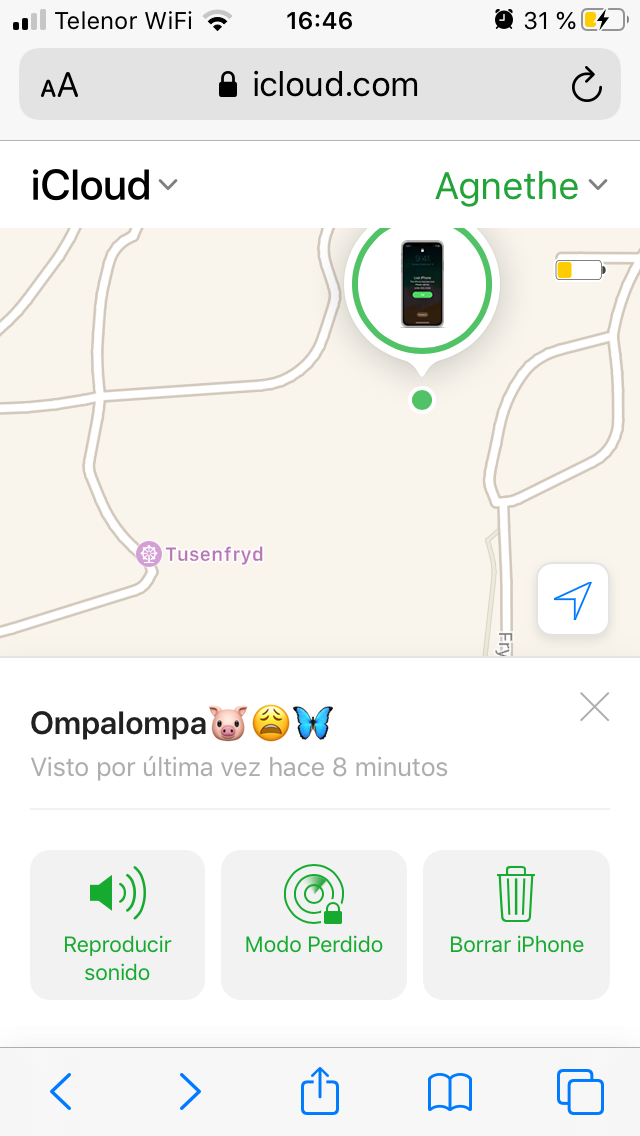 Telenor WiFi 16:46 31 %
AA icloud.com
iCloud Agnethe
Tusenfryd
Fry
Ompalompa🐷😩🦋
Visto por última vez hace 8 minutos
Reproducir
sonido
Modo Perdido
Borrar iPhone